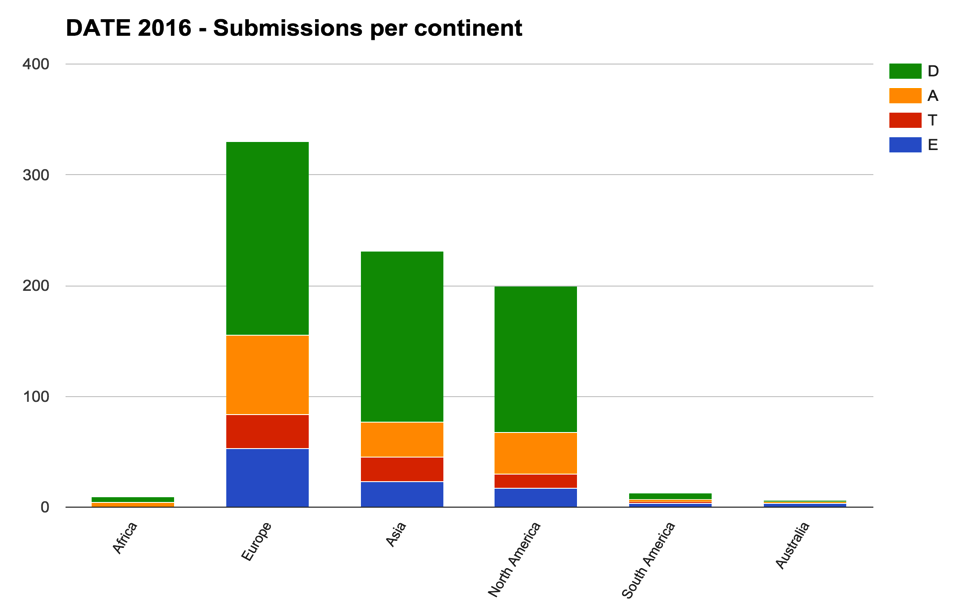 DATE 2016 - Submissions per continent
400
300
200
100
0
D
A
T
E
Africa
Europe
Asia
North America
South America
Australia